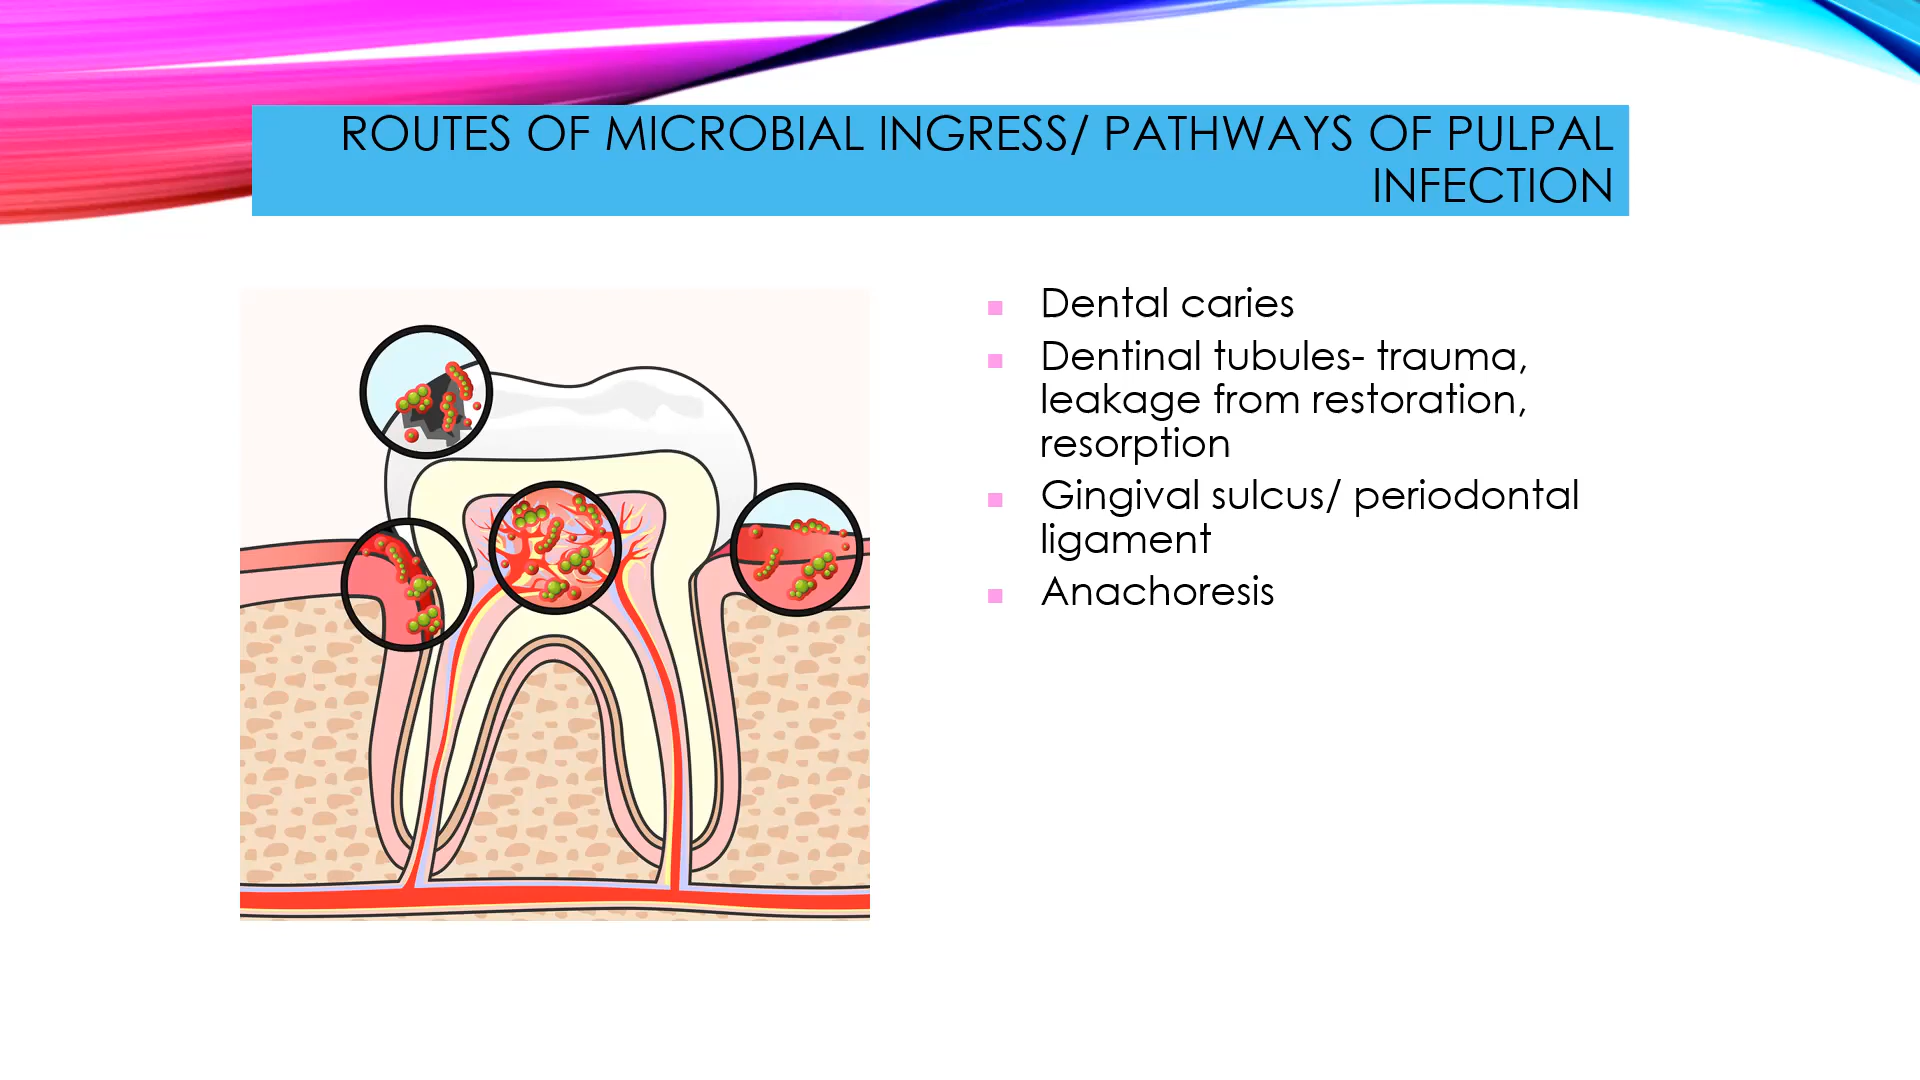 ROUTES OF MICROBIAL INGRESS/ PATHWAYS OF PULPAL
INFECTION
Dental caries
Dentinal tubules- trauma,
leakage from restoration,
resorption
Gingival sulcus/ periodontal
ligament
Anachoresis